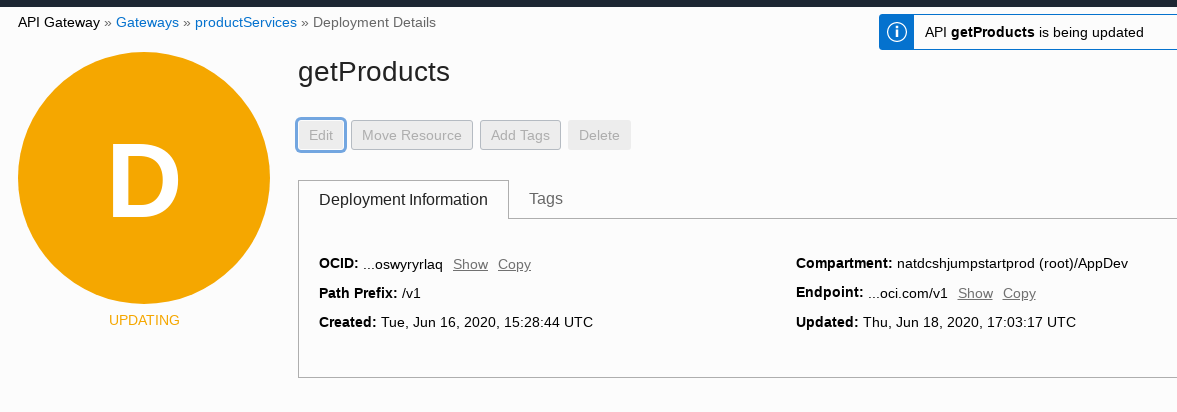 API Gateway » Gateways » productServices » Deployment Details
API getProducts is being updated
D
UPDATING
getProducts
Edit Move Resource Add Tags Delete
Deployment Information Tags
OCID: ...oswyryrlaq Show Copy
Path Prefix: /v1
Created: Tue, Jun 16, 2020, 15:28:44 UTC
Compartment: natdcshjumpstartprod (root)/AppDev
Endpoint: ...oci.com/v1 Show Copy
Updated: Thu, Jun 18, 2020, 17:03:17 UTC